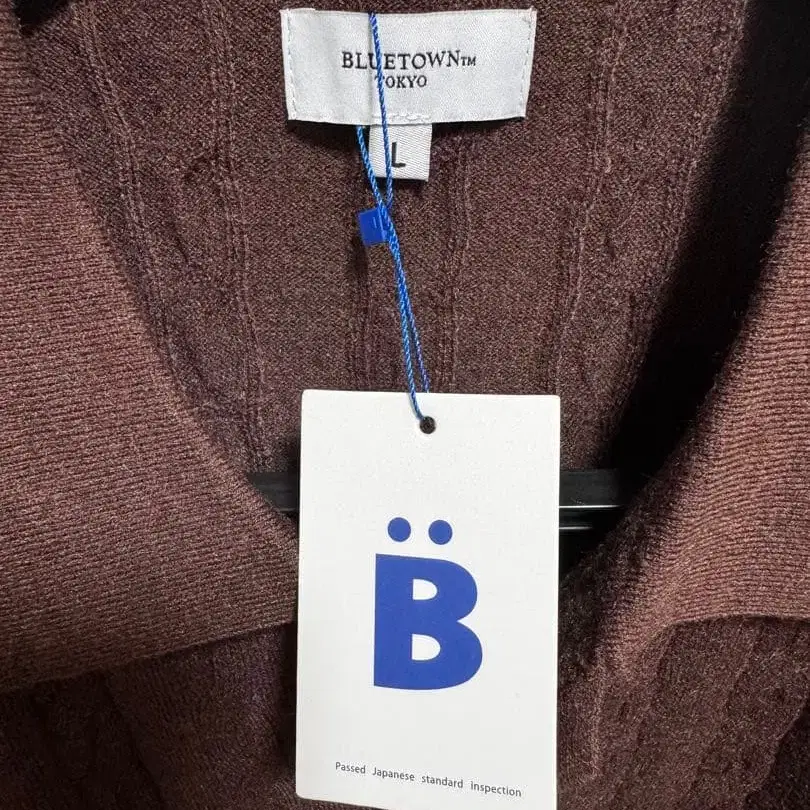 BLUETOWN™
TOKYO
L
B̈
Passed Japanese standard inspection